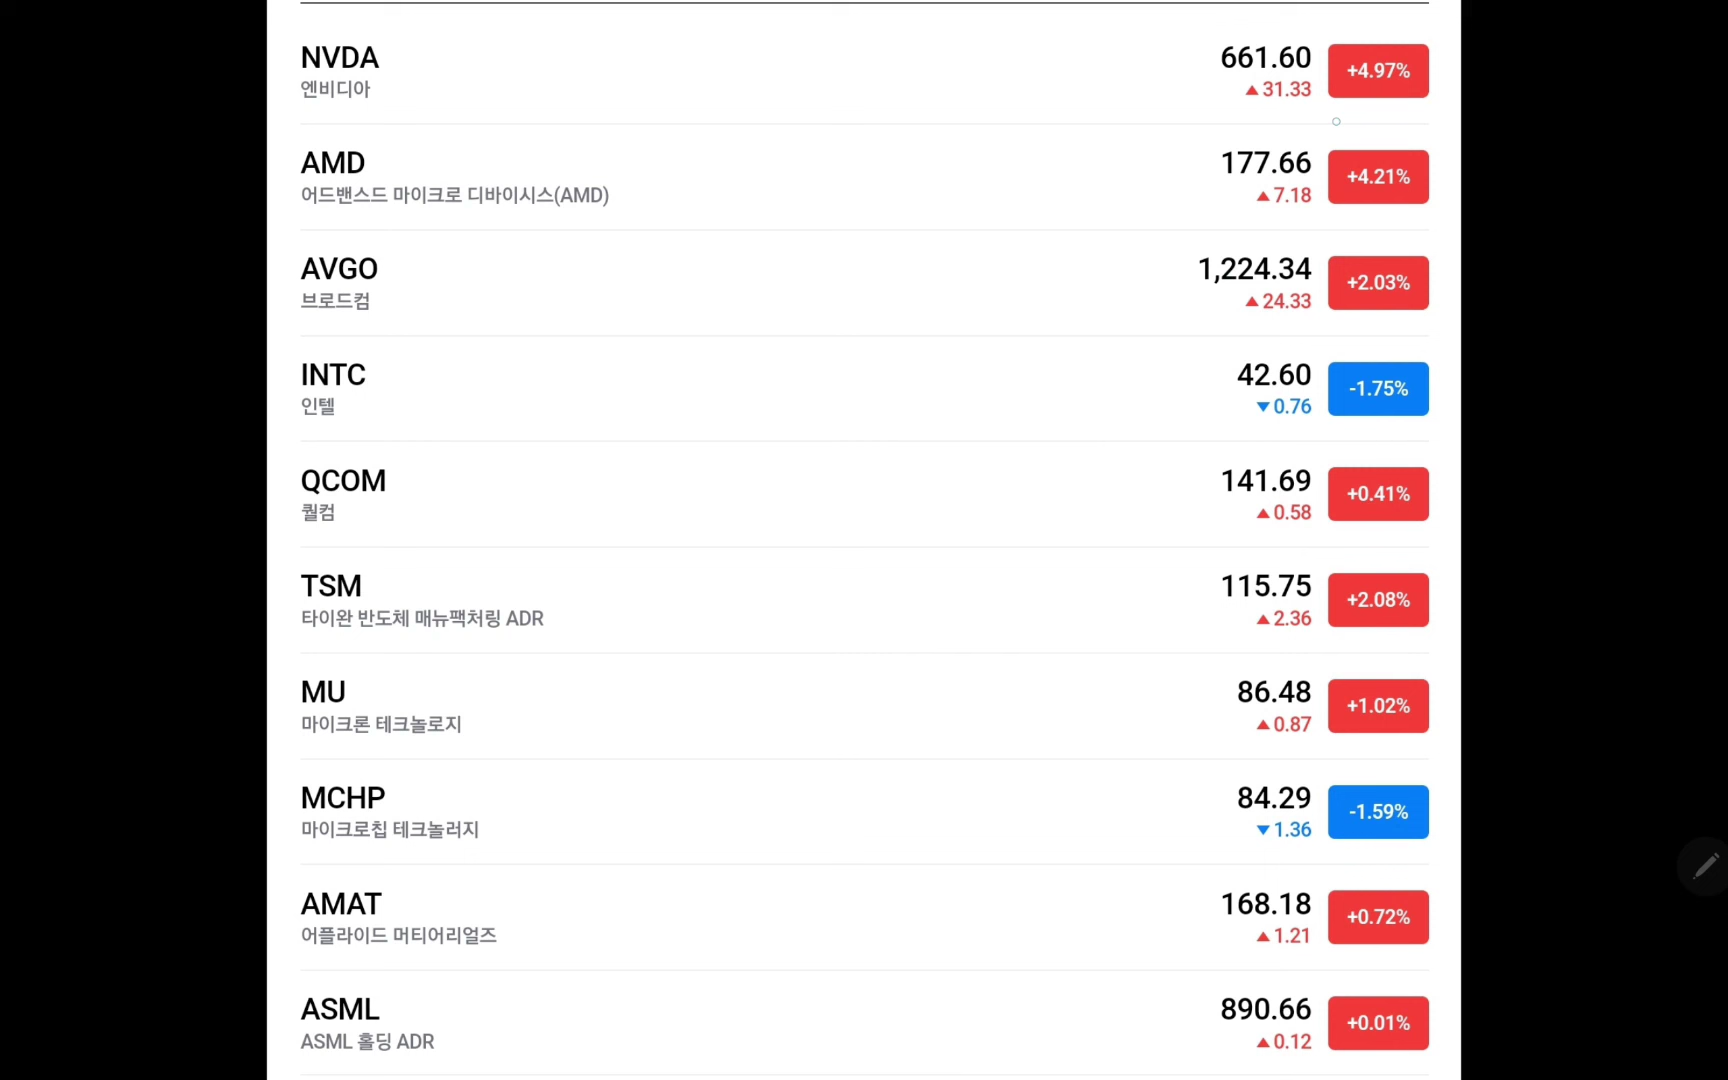 NVDA
661.60
+4.97%
엔비디아
▲31.33
AMD
177.66
+4.21%
어드밴스드 마이크로 디바이시스(AMD)
▲7.18
AVGO
1,224.34
+2.03%
브로드컴
▲24.33
INTC
42.60
-1.75%
인텔
▼0.76
QCOM
141.69
+0.41%
퀄컴
▲0.58
TSM
115.75
+2.08%
타이완 반도체 매뉴팩처링 ADR
▲2.36
MU
86.48
+1.02%
마이크론 테크놀로지
▲0.87
MCHP
84.29
-1.59%
마이크로칩 테크놀러지
▼1.36
AMAT
168.18
+0.72%
어플라이드 머티어리얼즈
▲1.21
ASML
890.66
+0.01%
ASML 홀딩 ADR
▲0.12